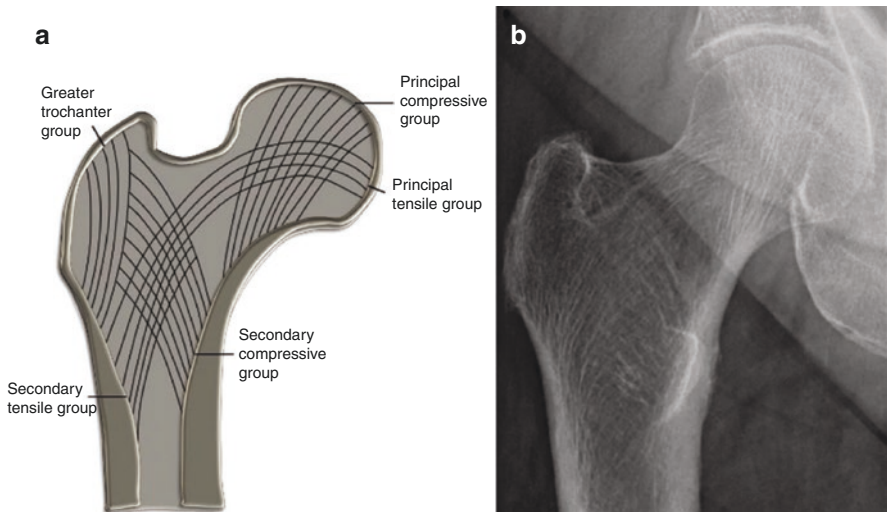 a
b
Greater
trochanter
group
Principal
compressive
group
Principal
tensile group
Secondary
compressive
group
Secondary
tensile group